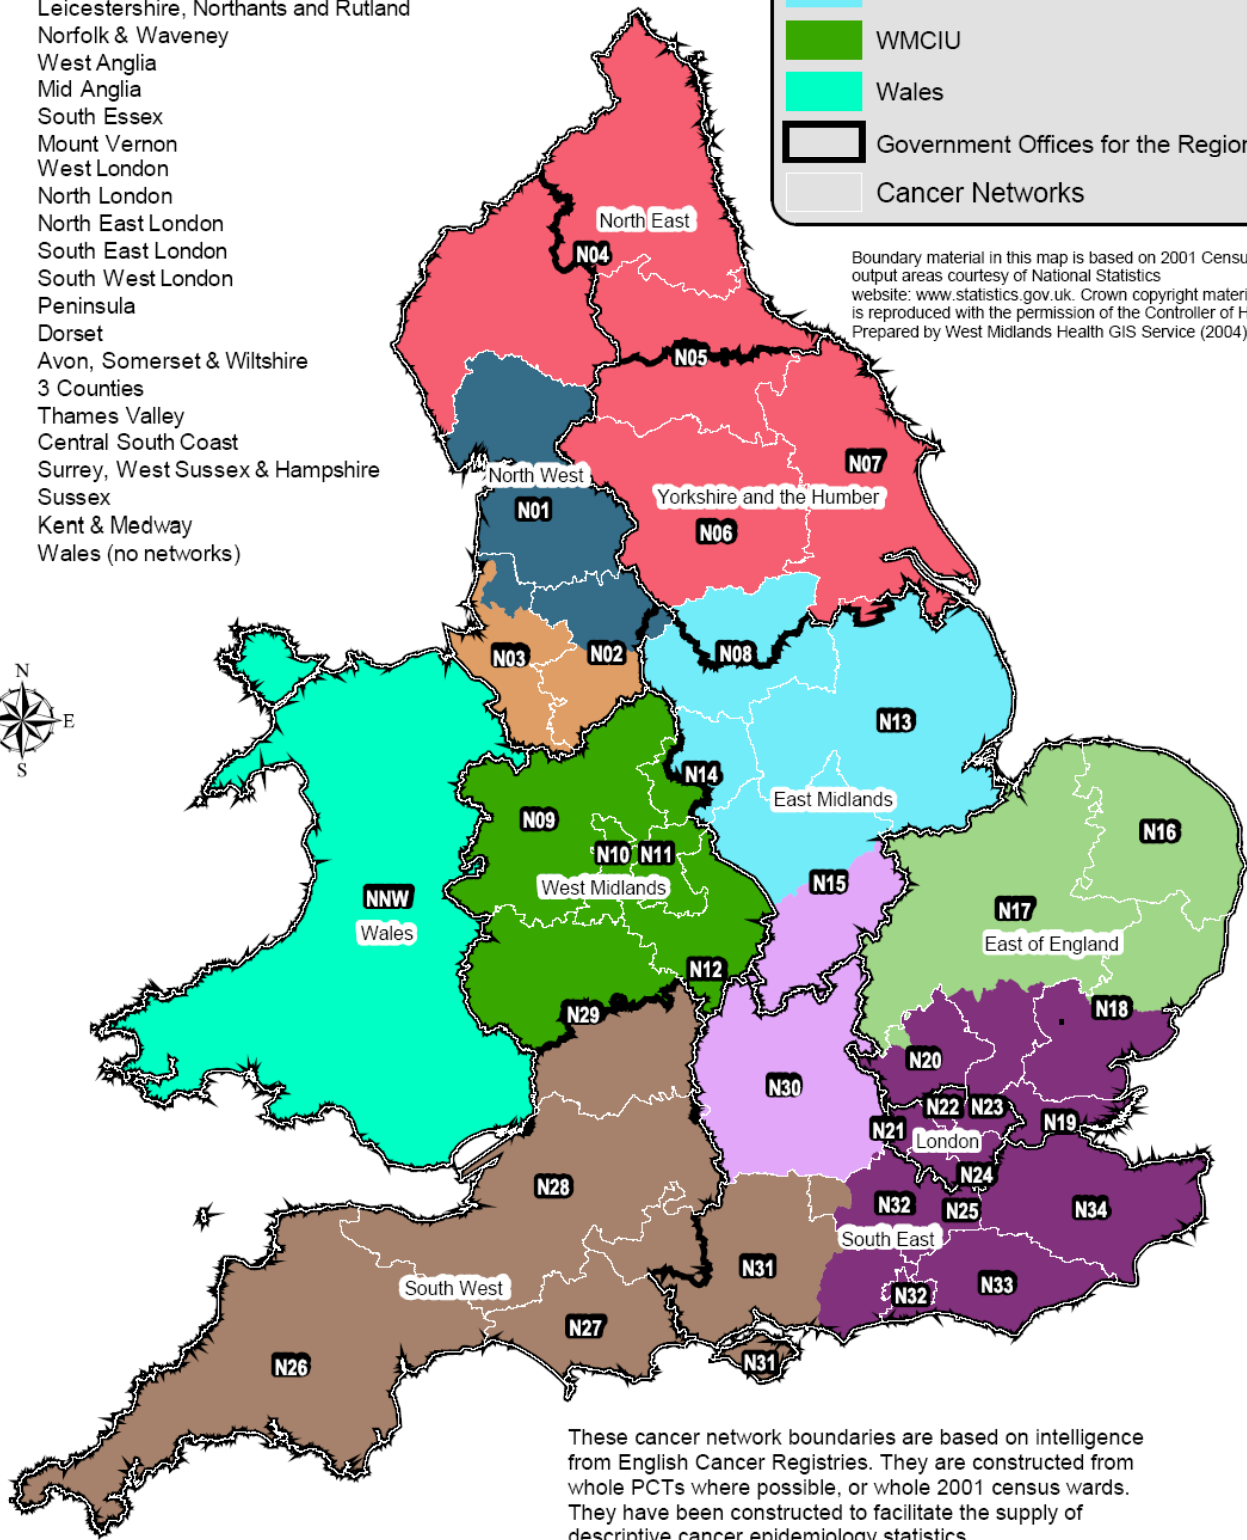 Leicestershire, Northants and Rutland
Norfolk & Waveney
West Anglia
Mid Anglia
South Essex
Mount Vernon
West London
North London
North East London
South East London
South West London
Peninsula
Dorset
Avon, Somerset & Wiltshire
3 Counties
Thames Valley
Central South Coast
Surrey, West Sussex & Hampshire
Sussex
Kent & Medway
Wales (no networks)
WMCIU
Wales
Government Offices for the Region
Cancer Networks
Boundary material in this map is based on 2001 Censu
output areas courtesy of National Statistics
website: www.statistics.gov.uk. Crown copyright materi
is reproduced with the permission of the Controller of H
Prepared by West Midlands Health GIS Service (2004)
North East
N04
N05
N07
North West
Yorkshire and the Humber
N01
N06
N03
N02
N08
N
E
S
N13
N14
East Midlands
N09
N16
N10
N11
West Midlands
N15
NNW
Wales
N17
East of England
N12
N29
N18
N20
N30
N22
N23
N21
London
N19
N24
N28
N32
N25
N34
South East
N31
South West
N32
N33
N27
N26
N31
These cancer network boundaries are based on intelligence
from English Cancer Registries. They are constructed from
whole PCTs where possible, or whole 2001 census wards.
They have been constructed to facilitate the supply of
descriptive cancer epidemiology statistics